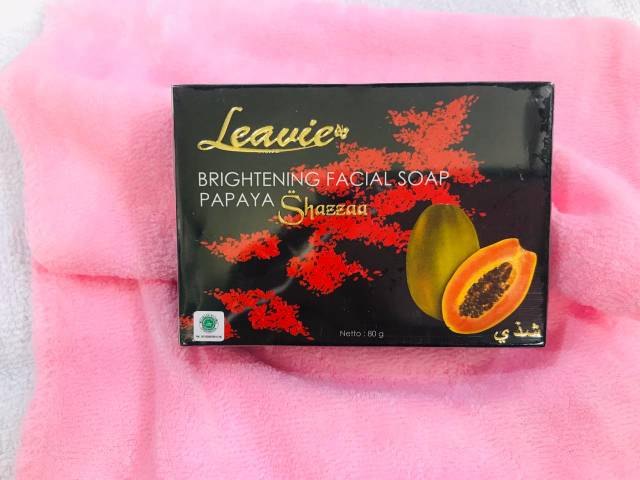 Leavie
BRIGHTENING FACIAL SOAP
PAPAYA Shazzaa
Netto : 80 g
شذي